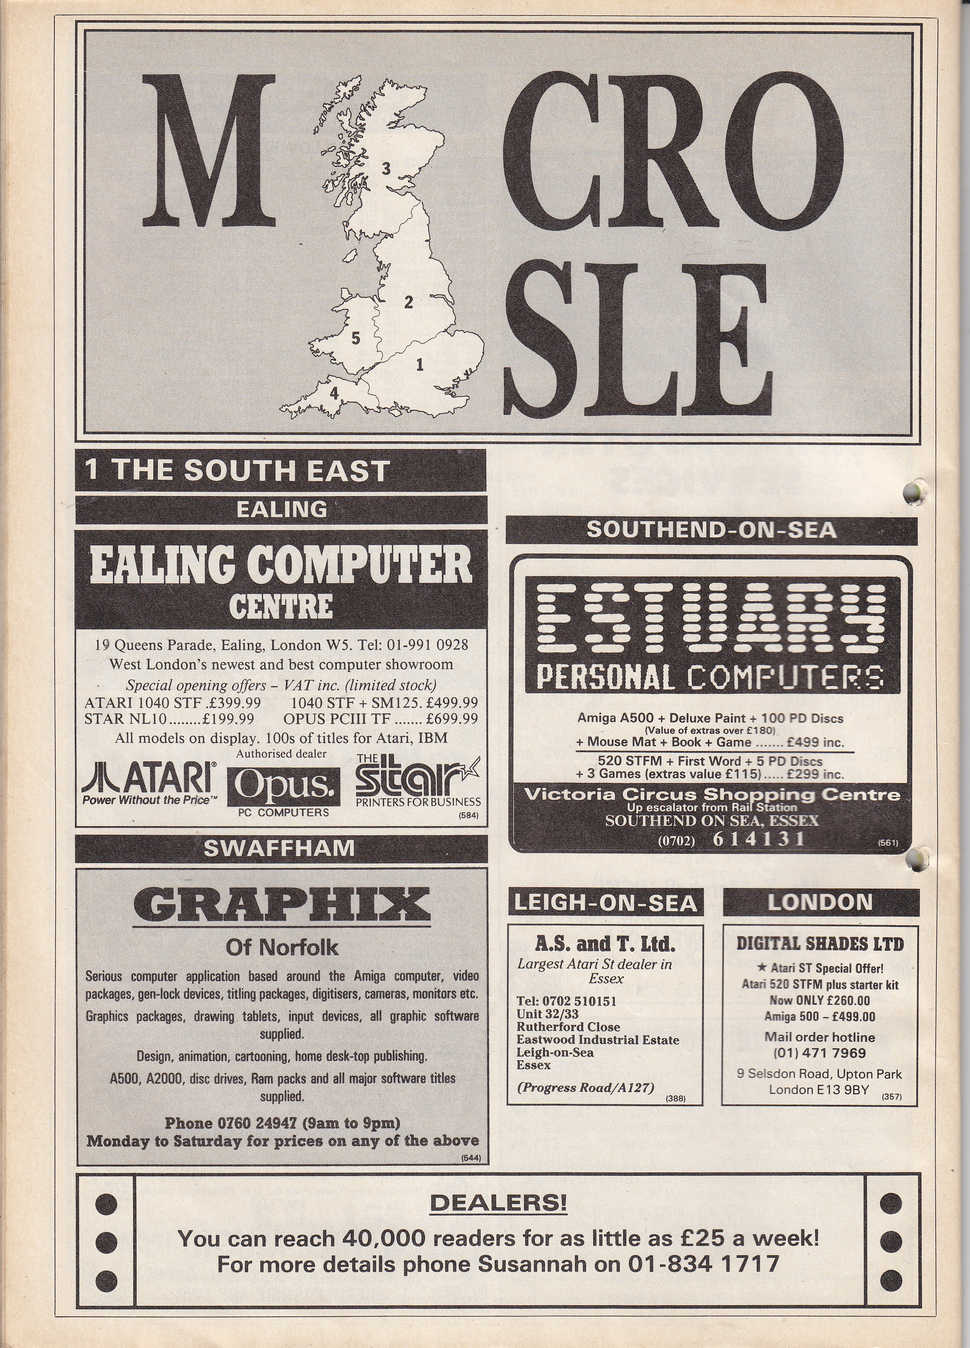 MICRO
SLE
3
2
5
1
4
1 THE SOUTH EAST
EALING
EALING COMPUTER
CENTRE
19 Queens Parade, Ealing, London W5. Tel: 01-991 0928
West London's newest and best computer showroom
Special opening offers – VAT inc. (limited stock)
ATARI 1040 STF .£399.99 1040 STF + SM125. £499.99
STAR NL10........£199.99 OPUS PCIII TF ....... £699.99
All models on display. 100s of titles for Atari, IBM
Authorised dealer
ATARI®
Power Without the Price™
Opus.
PC COMPUTERS
THE
star
PRINTERS FOR BUSINESS
(584)
SWAFFHAM
GRAPHIX
Of Norfolk
Serious computer application based around the Amiga computer, video
packages, gen-lock devices, titling packages, digitisers, cameras, monitors etc.
Graphics packages, drawing tablets, input devices, all graphic software
supplied.
Design, animation, cartooning, home desk-top publishing.
A500, A2000, disc drives, Ram packs and all major software titles
supplied.
Phone 0760 24947 (9am to 9pm)
Monday to Saturday for prices on any of the above
(544)
SOUTHEND-ON-SEA
ESTUARY
PERSONAL COMPUTERS
Amiga A500 + Deluxe Paint + 100 PD Discs
(Value of extras over £180)
+ Mouse Mat + Book + Game ....... £499 inc.
520 STFM + First Word + 5 PD Discs
+ 3 Games (extras value £115)..... £299 inc.
Victoria Circus Shopping Centre
Up escalator from Rail Station
SOUTHEND ON SEA, ESSEX
(0702) 614131
(561)
LEIGH-ON-SEA
A.S. and T. Ltd.
Largest Atari St dealer in
Essex
Tel: 0702 510151
Unit 32/33
Rutherford Close
Eastwood Industrial Estate
Leigh-on-Sea
Essex
(Progress Road/A127)
(388)
LONDON
DIGITAL SHADES LTD
★ Atari ST Special Offer!
Atari 520 STFM plus starter kit
Now ONLY £260.00
Amiga 500 – £499.00
Mail order hotline
(01) 471 7969
9 Selsdon Road, Upton Park
London E13 9BY
(357)
DEALERS!
You can reach 40,000 readers for as little as £25 a week!
For more details phone Susannah on 01-834 1717